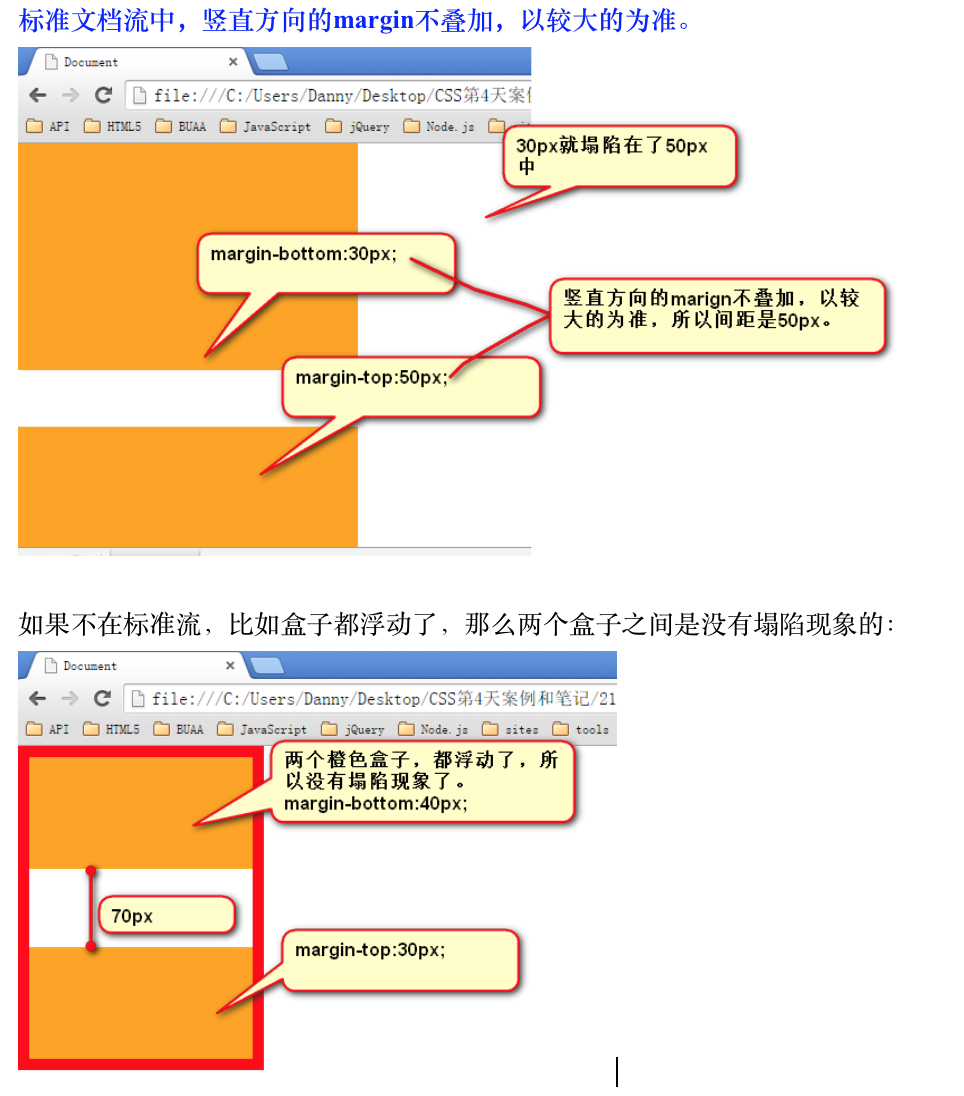 标准文档流中，竖直方向的margin不叠加，以较大的为准。
Document
file:///C:/Users/Danny/Desktop/CSS第4天案
API HTML5 BUAA JavaScript jQuery Node.js
30px就塌陷在了50px
中
margin-bottom:30px;
竖直方向的marign不叠加，以较
大的为准，所以间距是50px。
margin-top:50px;
如果不在标准流，比如盒子都浮动了，那么两个盒子之间是没有塌陷现象的：
Document
file:///C:/Users/Danny/Desktop/CSS第4天案例和笔记/21
API HTML5 BUAA JavaScript jQuery Node.js sites tools
两个橙色盒子，都浮动了，所
以没有塌陷现象了。
margin-bottom:40px;
70px
margin-top:30px;